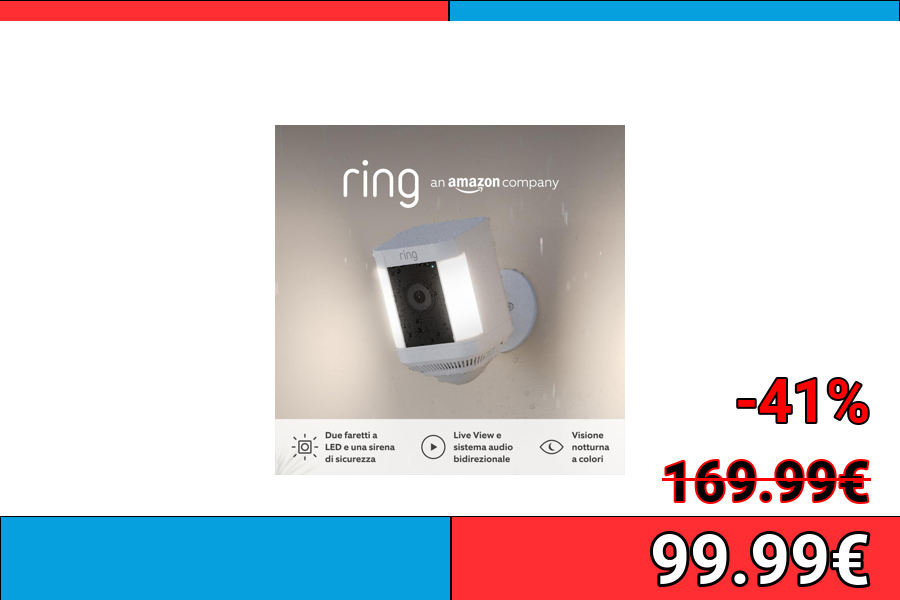 ring an amazon company
ring
Due faretti a
LED e una sirena
di sicurezza
Live View e
sistema audio
bidirezionale
Visione
notturna
a colori
-41%
169.99€
99.99€